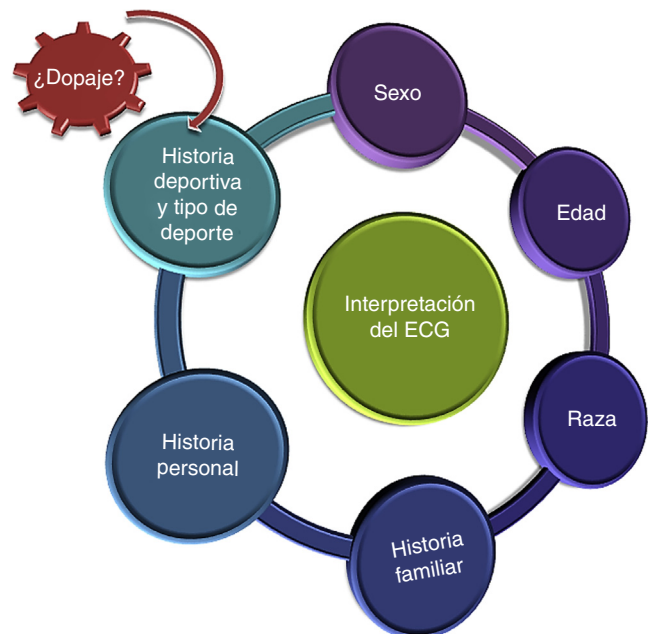 ¿Dopaje?
Sexo
Historia
deportiva
y tipo de
deporte
Edad
Interpretación
del ECG
Raza
Historia
personal
Historia
familiar